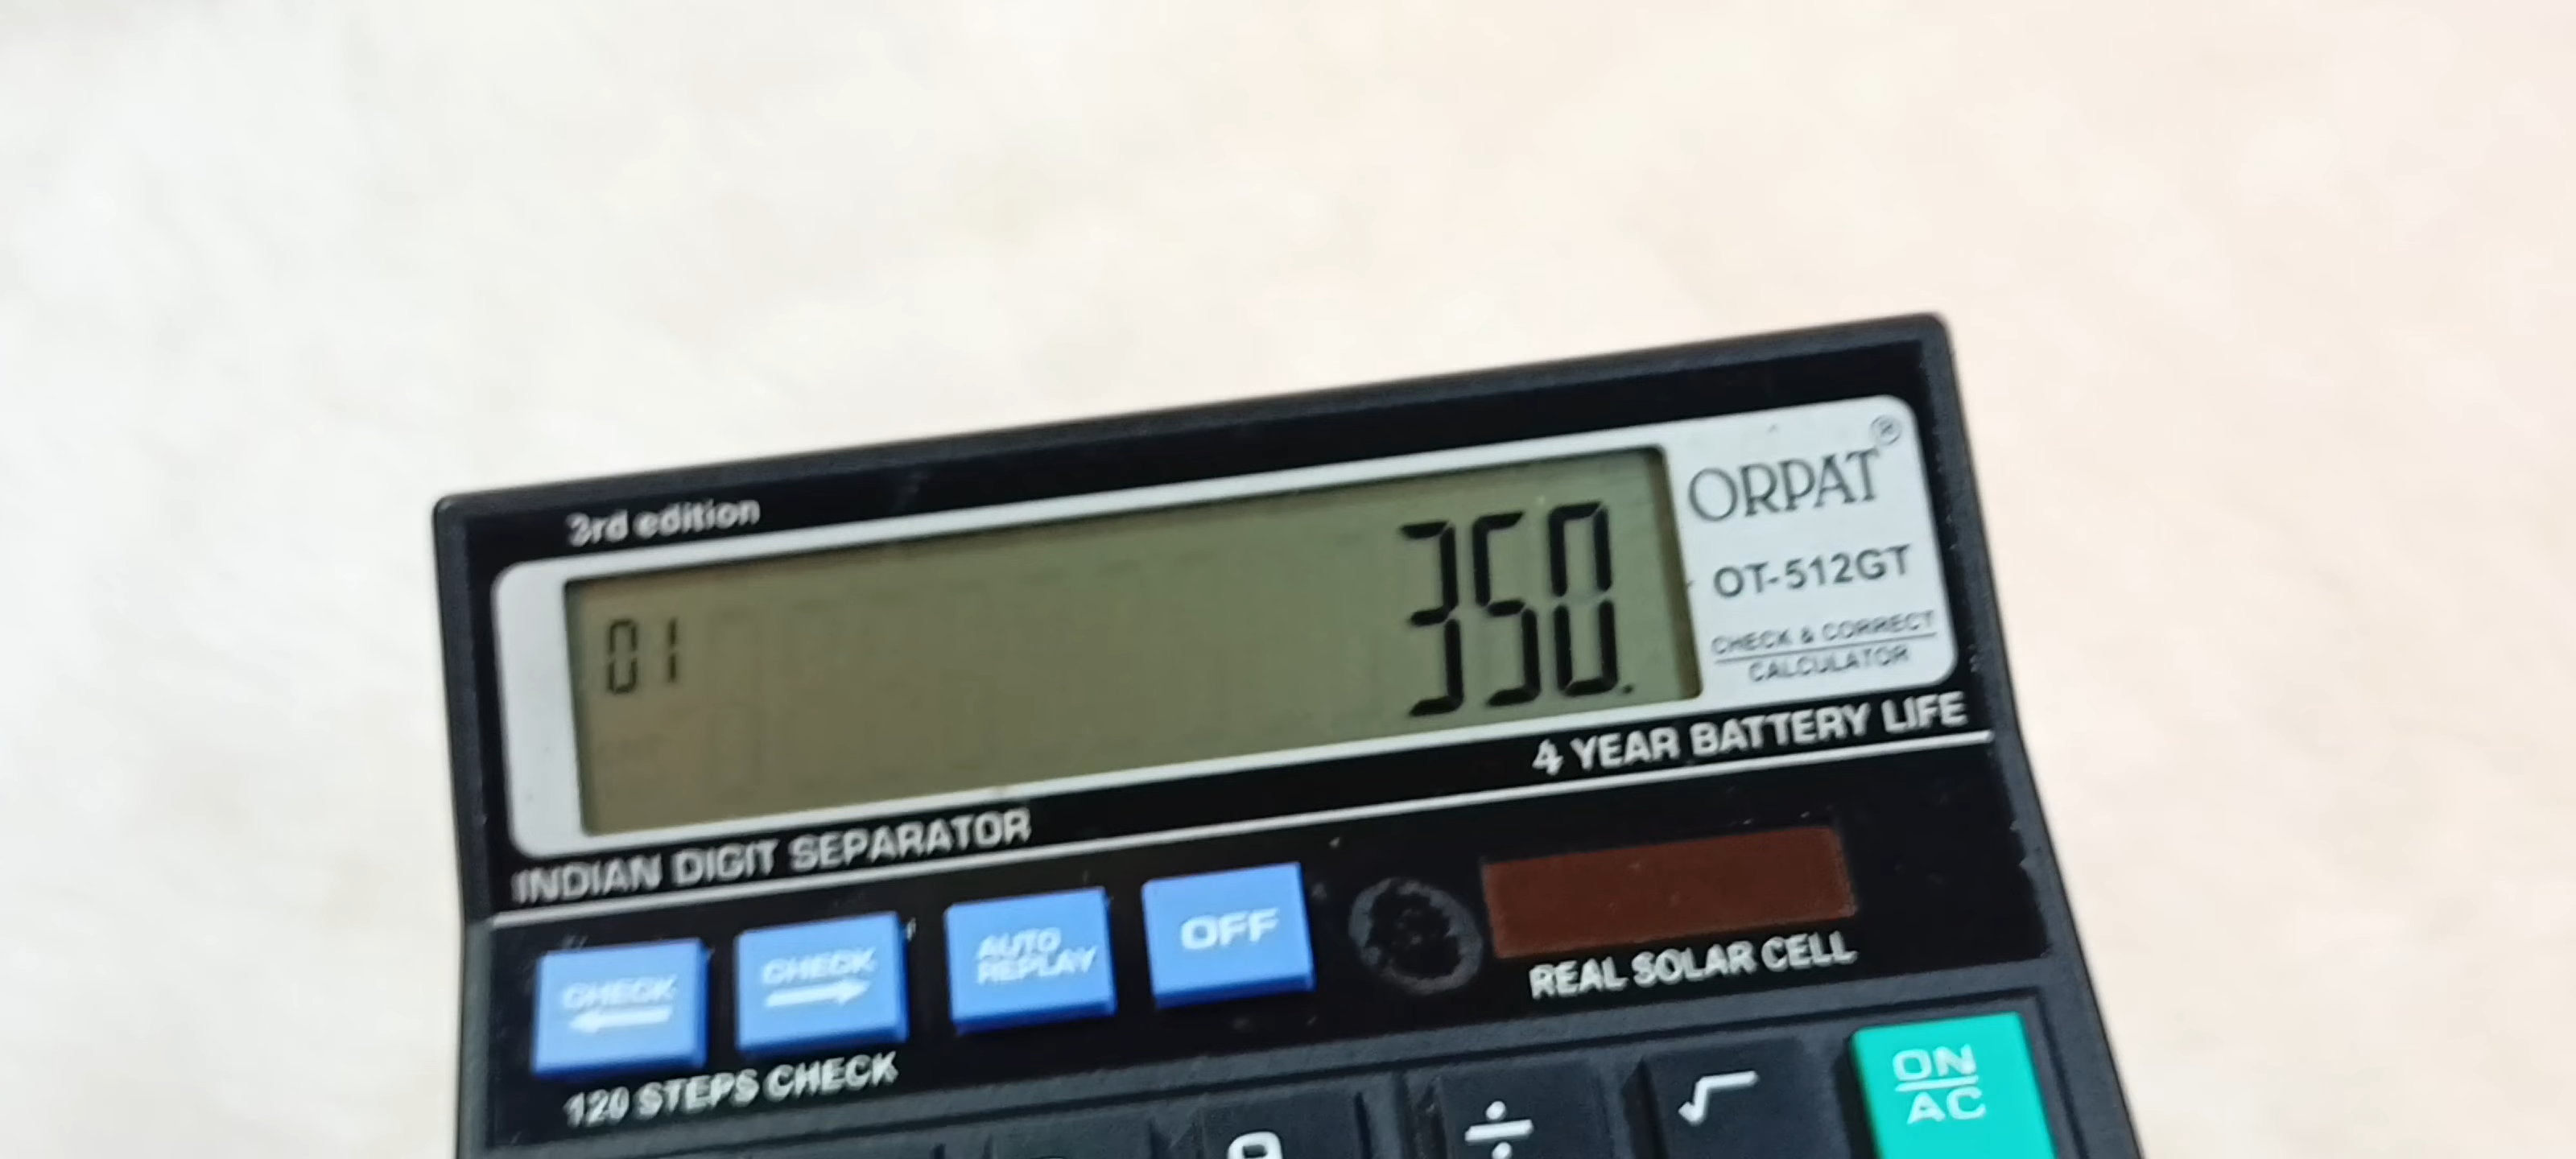 3rd edition
01 350.
ORPAT®
OT-512GT
CHECK & CORRECT
CALCULATOR
4 YEAR BATTERY LIFE
INDIAN DIGIT SEPARATOR
CHECK ←
CHECK →
AUTO REPLAY
OFF
REAL SOLAR CELL
120 STEPS CHECK
9
÷
√
ON
AC